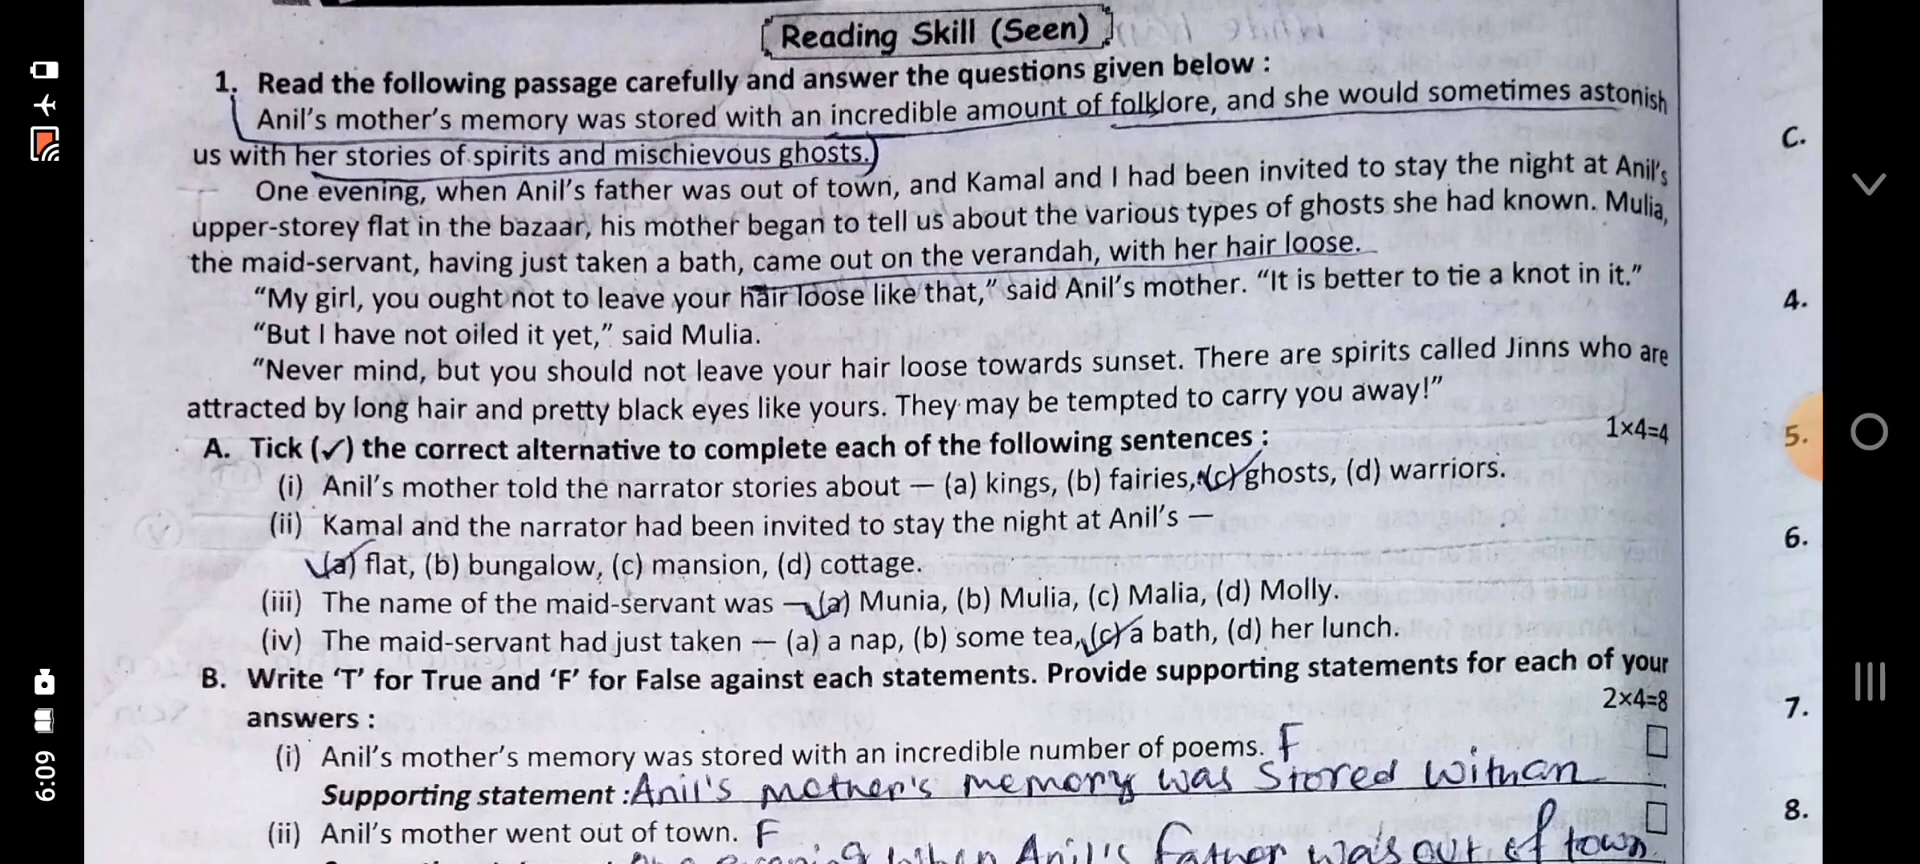 Reading Skill (Seen)
1. Read the following passage carefully and answer the questions given below :
Anil's mother's memory was stored with an incredible amount of folklore, and she would sometimes astonish
us with her stories of spirits and mischievous ghosts.
One evening, when Anil's father was out of town, and Kamal and I had been invited to stay the night at Anil's
upper-storey flat in the bazaar, his mother began to tell us about the various types of ghosts she had known. Mulia,
the maid-servant, having just taken a bath, came out on the verandah, with her hair loose.
"My girl, you ought not to leave your hair loose like that," said Anil's mother. "It is better to tie a knot in it."
"But I have not oiled it yet," said Mulia.
"Never mind, but you should not leave your hair loose towards sunset. There are spirits called Jinns who are
attracted by long hair and pretty black eyes like yours. They may be tempted to carry you away!"
A. Tick (✓) the correct alternative to complete each of the following sentences : 1×4=4
(i) Anil's mother told the narrator stories about — (a) kings, (b) fairies, (c) ghosts, (d) warriors.
(ii) Kamal and the narrator had been invited to stay the night at Anil's —
(a) flat, (b) bungalow, (c) mansion, (d) cottage.
(iii) The name of the maid-servant was — (a) Munia, (b) Mulia, (c) Malia, (d) Molly.
(iv) The maid-servant had just taken — (a) a nap, (b) some tea, (c) a bath, (d) her lunch.
B. Write 'T' for True and 'F' for False against each statements. Provide supporting statements for each of your
answers : 2×4=8
(i) Anil's mother's memory was stored with an incredible number of poems. F
Supporting statement : Anil's mother's memory was stored with an
(ii) Anil's mother went out of town. F
evening when Anil's father was out of town
C.
4.
5.
6.
7.
8.
6:09